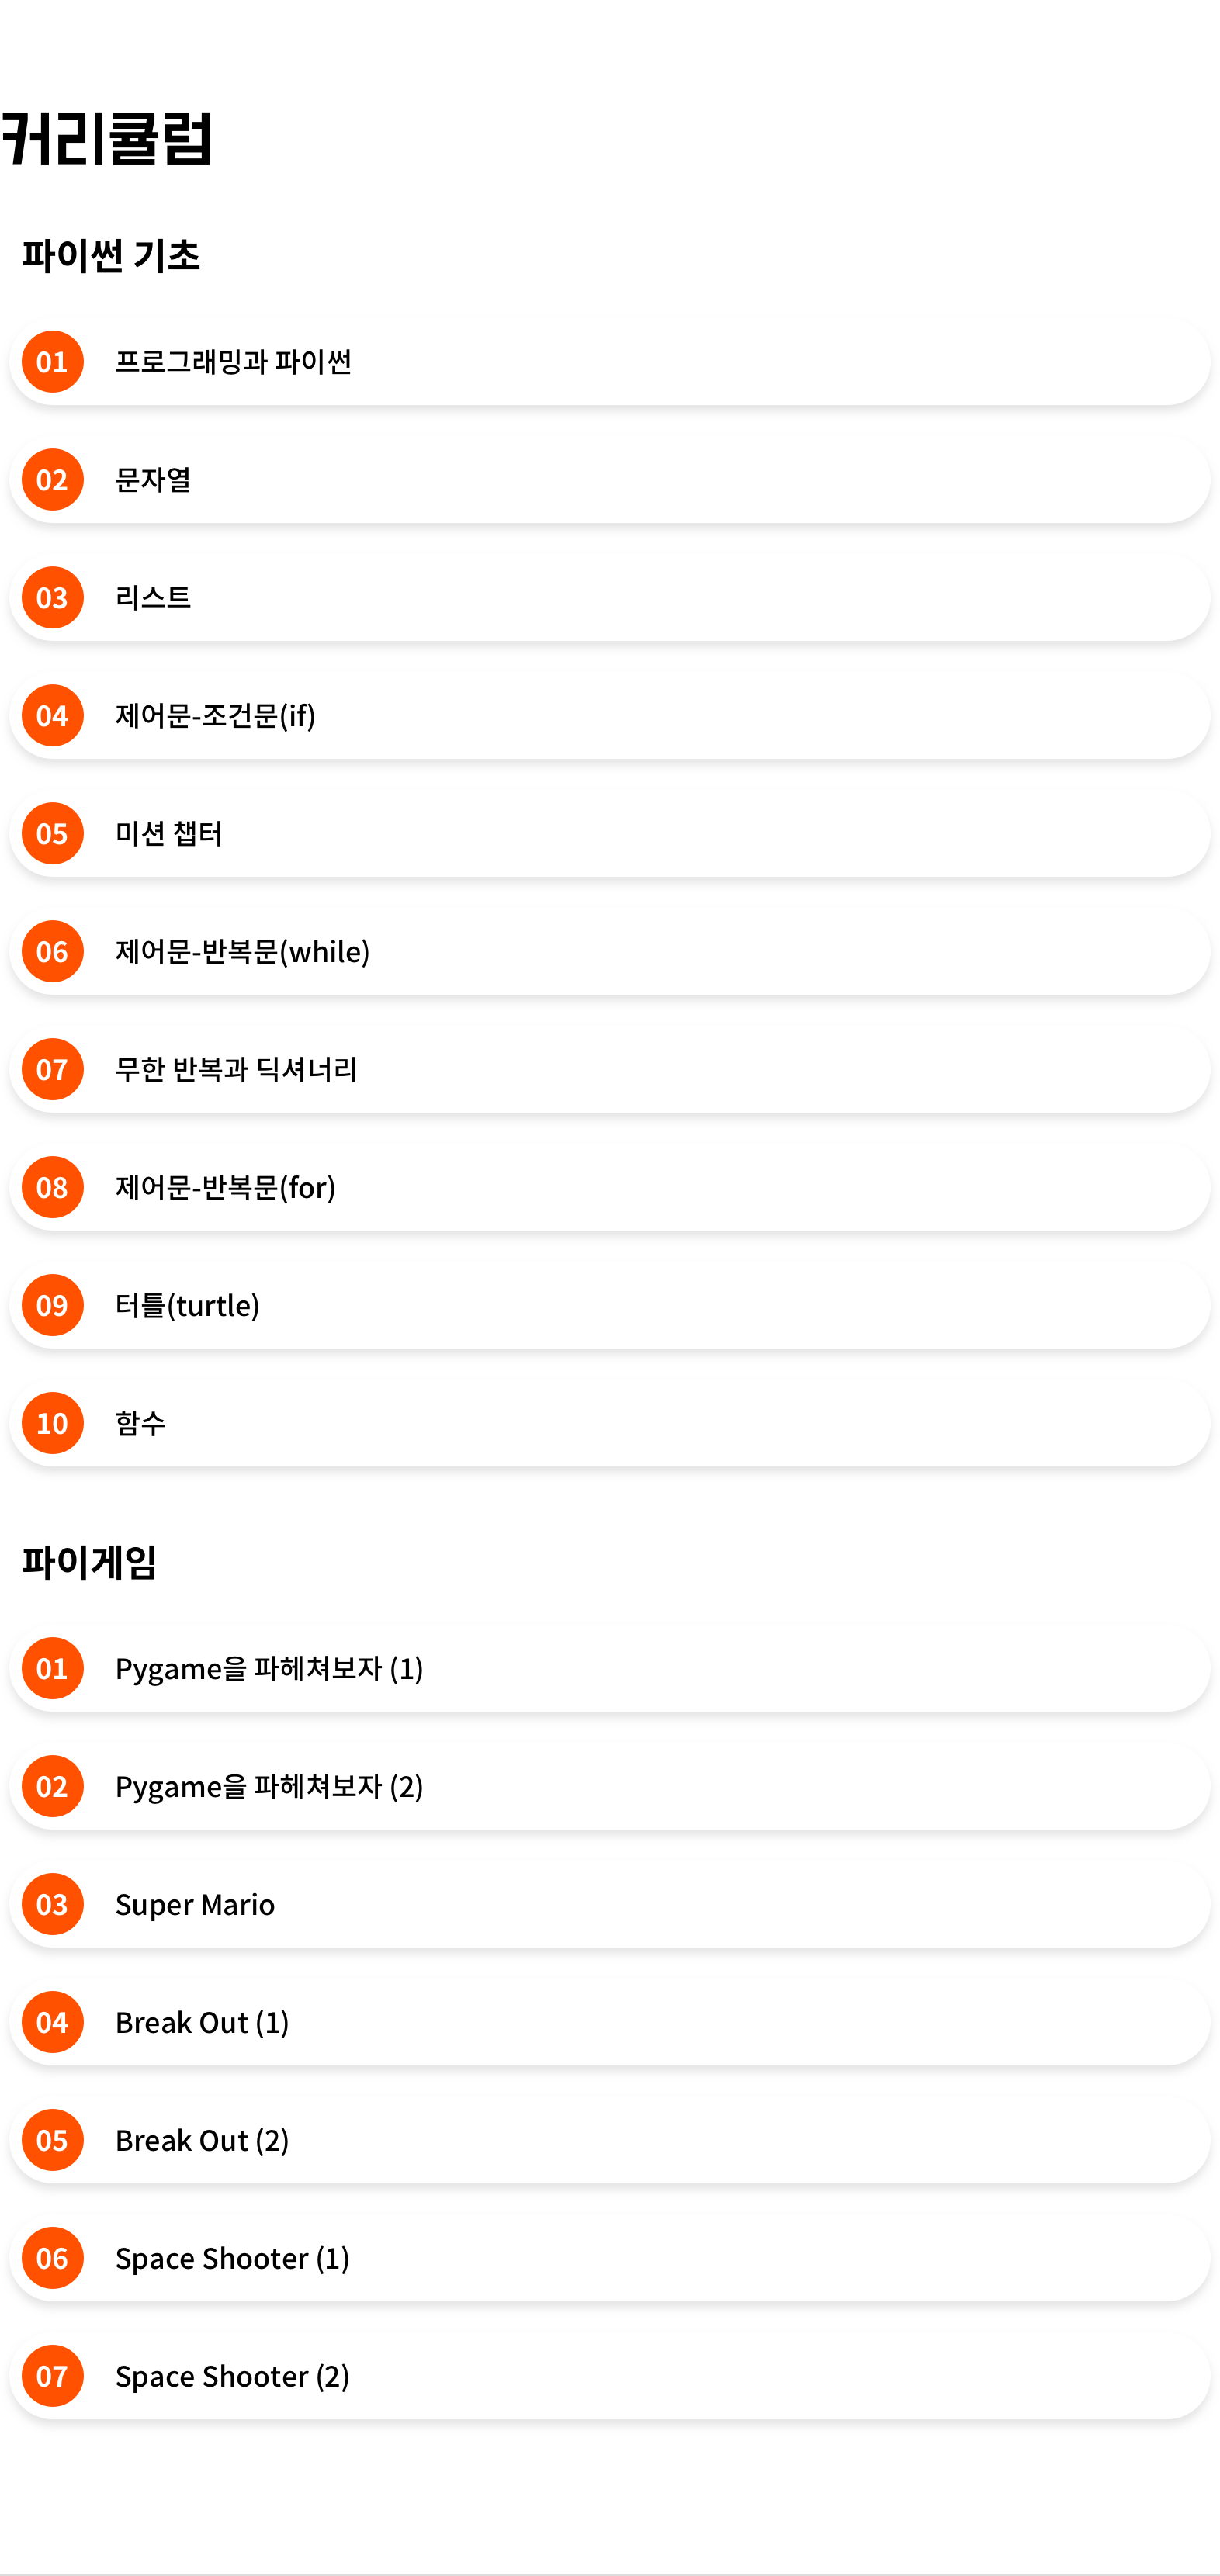 커리큘럼
파이썬 기초
01 프로그래밍과 파이썬
02 문자열
03 리스트
04 제어문-조건문(if)
05 미션 챕터
06 제어문-반복문(while)
07 무한 반복과 딕셔너리
08 제어문-반복문(for)
09 터틀(turtle)
10 함수
파이게임
01 Pygame을 파헤쳐보자 (1)
02 Pygame을 파헤쳐보자 (2)
03 Super Mario
04 Break Out (1)
05 Break Out (2)
06 Space Shooter (1)
07 Space Shooter (2)